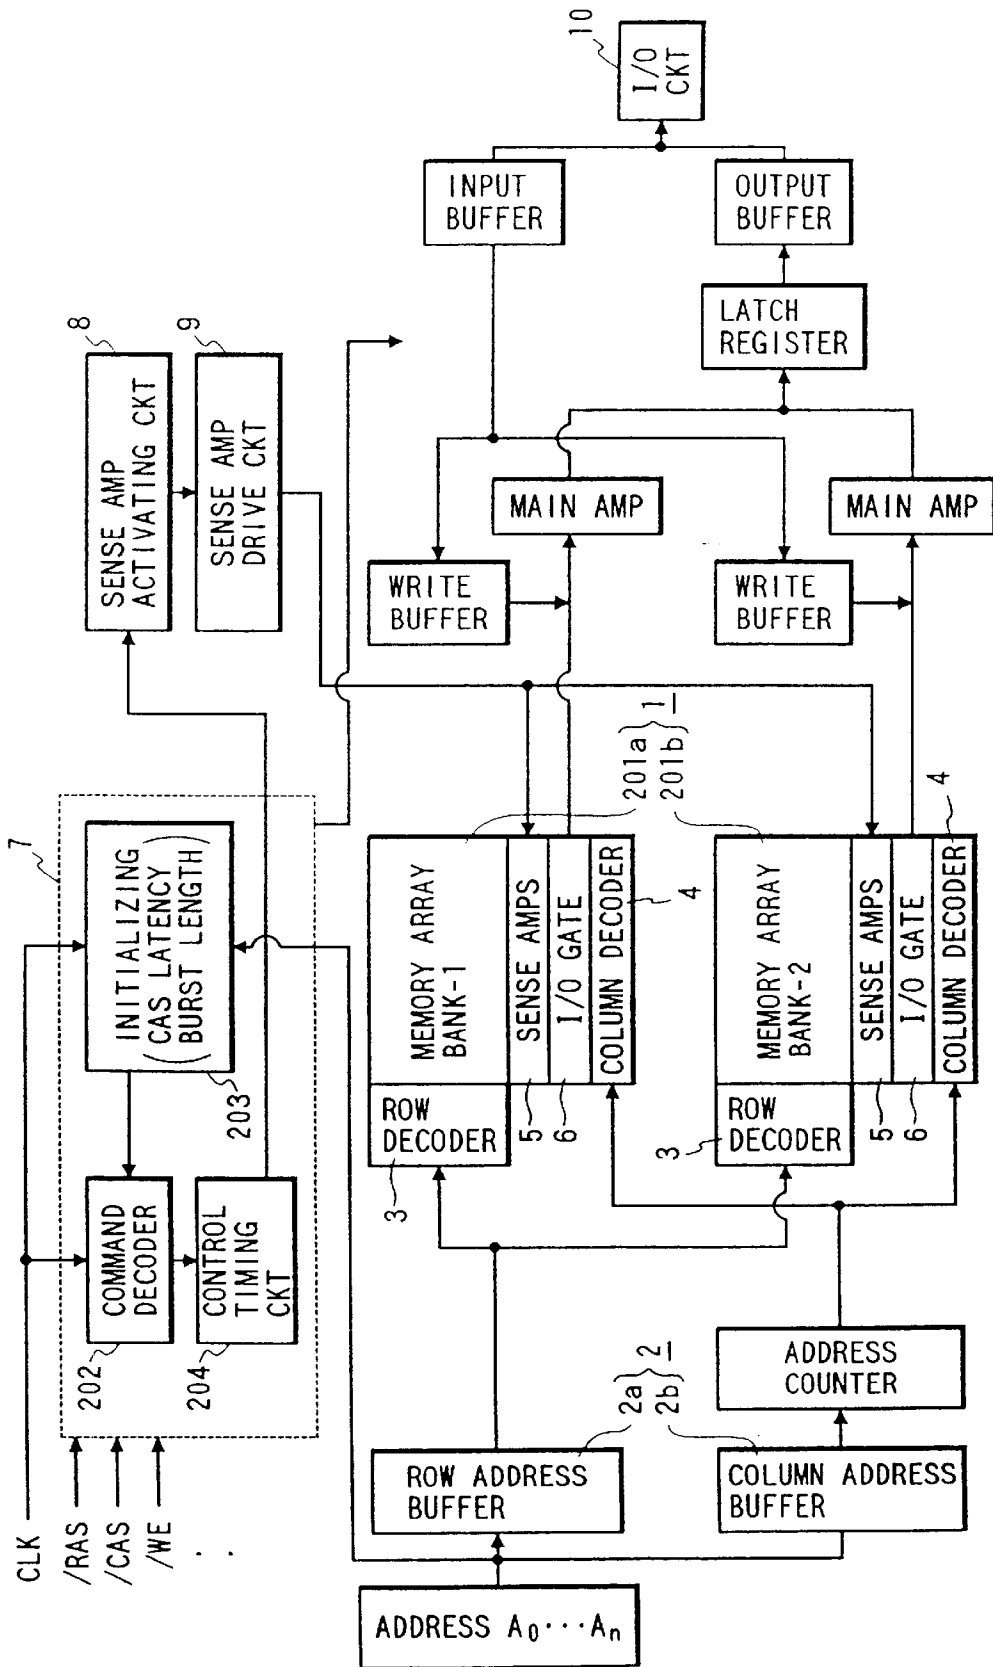 CLK
/RAS
/CAS
/WE
. .
7
202
COMMAND
DECODER
204
CONTROL
TIMING
CKT
INITIALIZING
(CAS LATENCY
BURST LENGTH)
203
8
SENSE AMP
ACTIVATING CKT
9
SENSE AMP
DRIVE CKT
ADDRESS A0···An
ROW ADDRESS
BUFFER
2a
2b
2
COLUMN ADDRESS
BUFFER
ADDRESS
COUNTER
3
ROW
DECODER
MEMORY ARRAY
BANK-1
5
SENSE AMPS
6
I/O GATE
COLUMN DECODER
4
201a
201b
1
3
ROW
DECODER
MEMORY ARRAY
BANK-2
5
SENSE AMPS
6
I/O GATE
COLUMN DECODER
4
WRITE
BUFFER
MAIN AMP
WRITE
BUFFER
MAIN AMP
INPUT
BUFFER
LATCH
REGISTER
OUTPUT
BUFFER
10
I/O
CKT